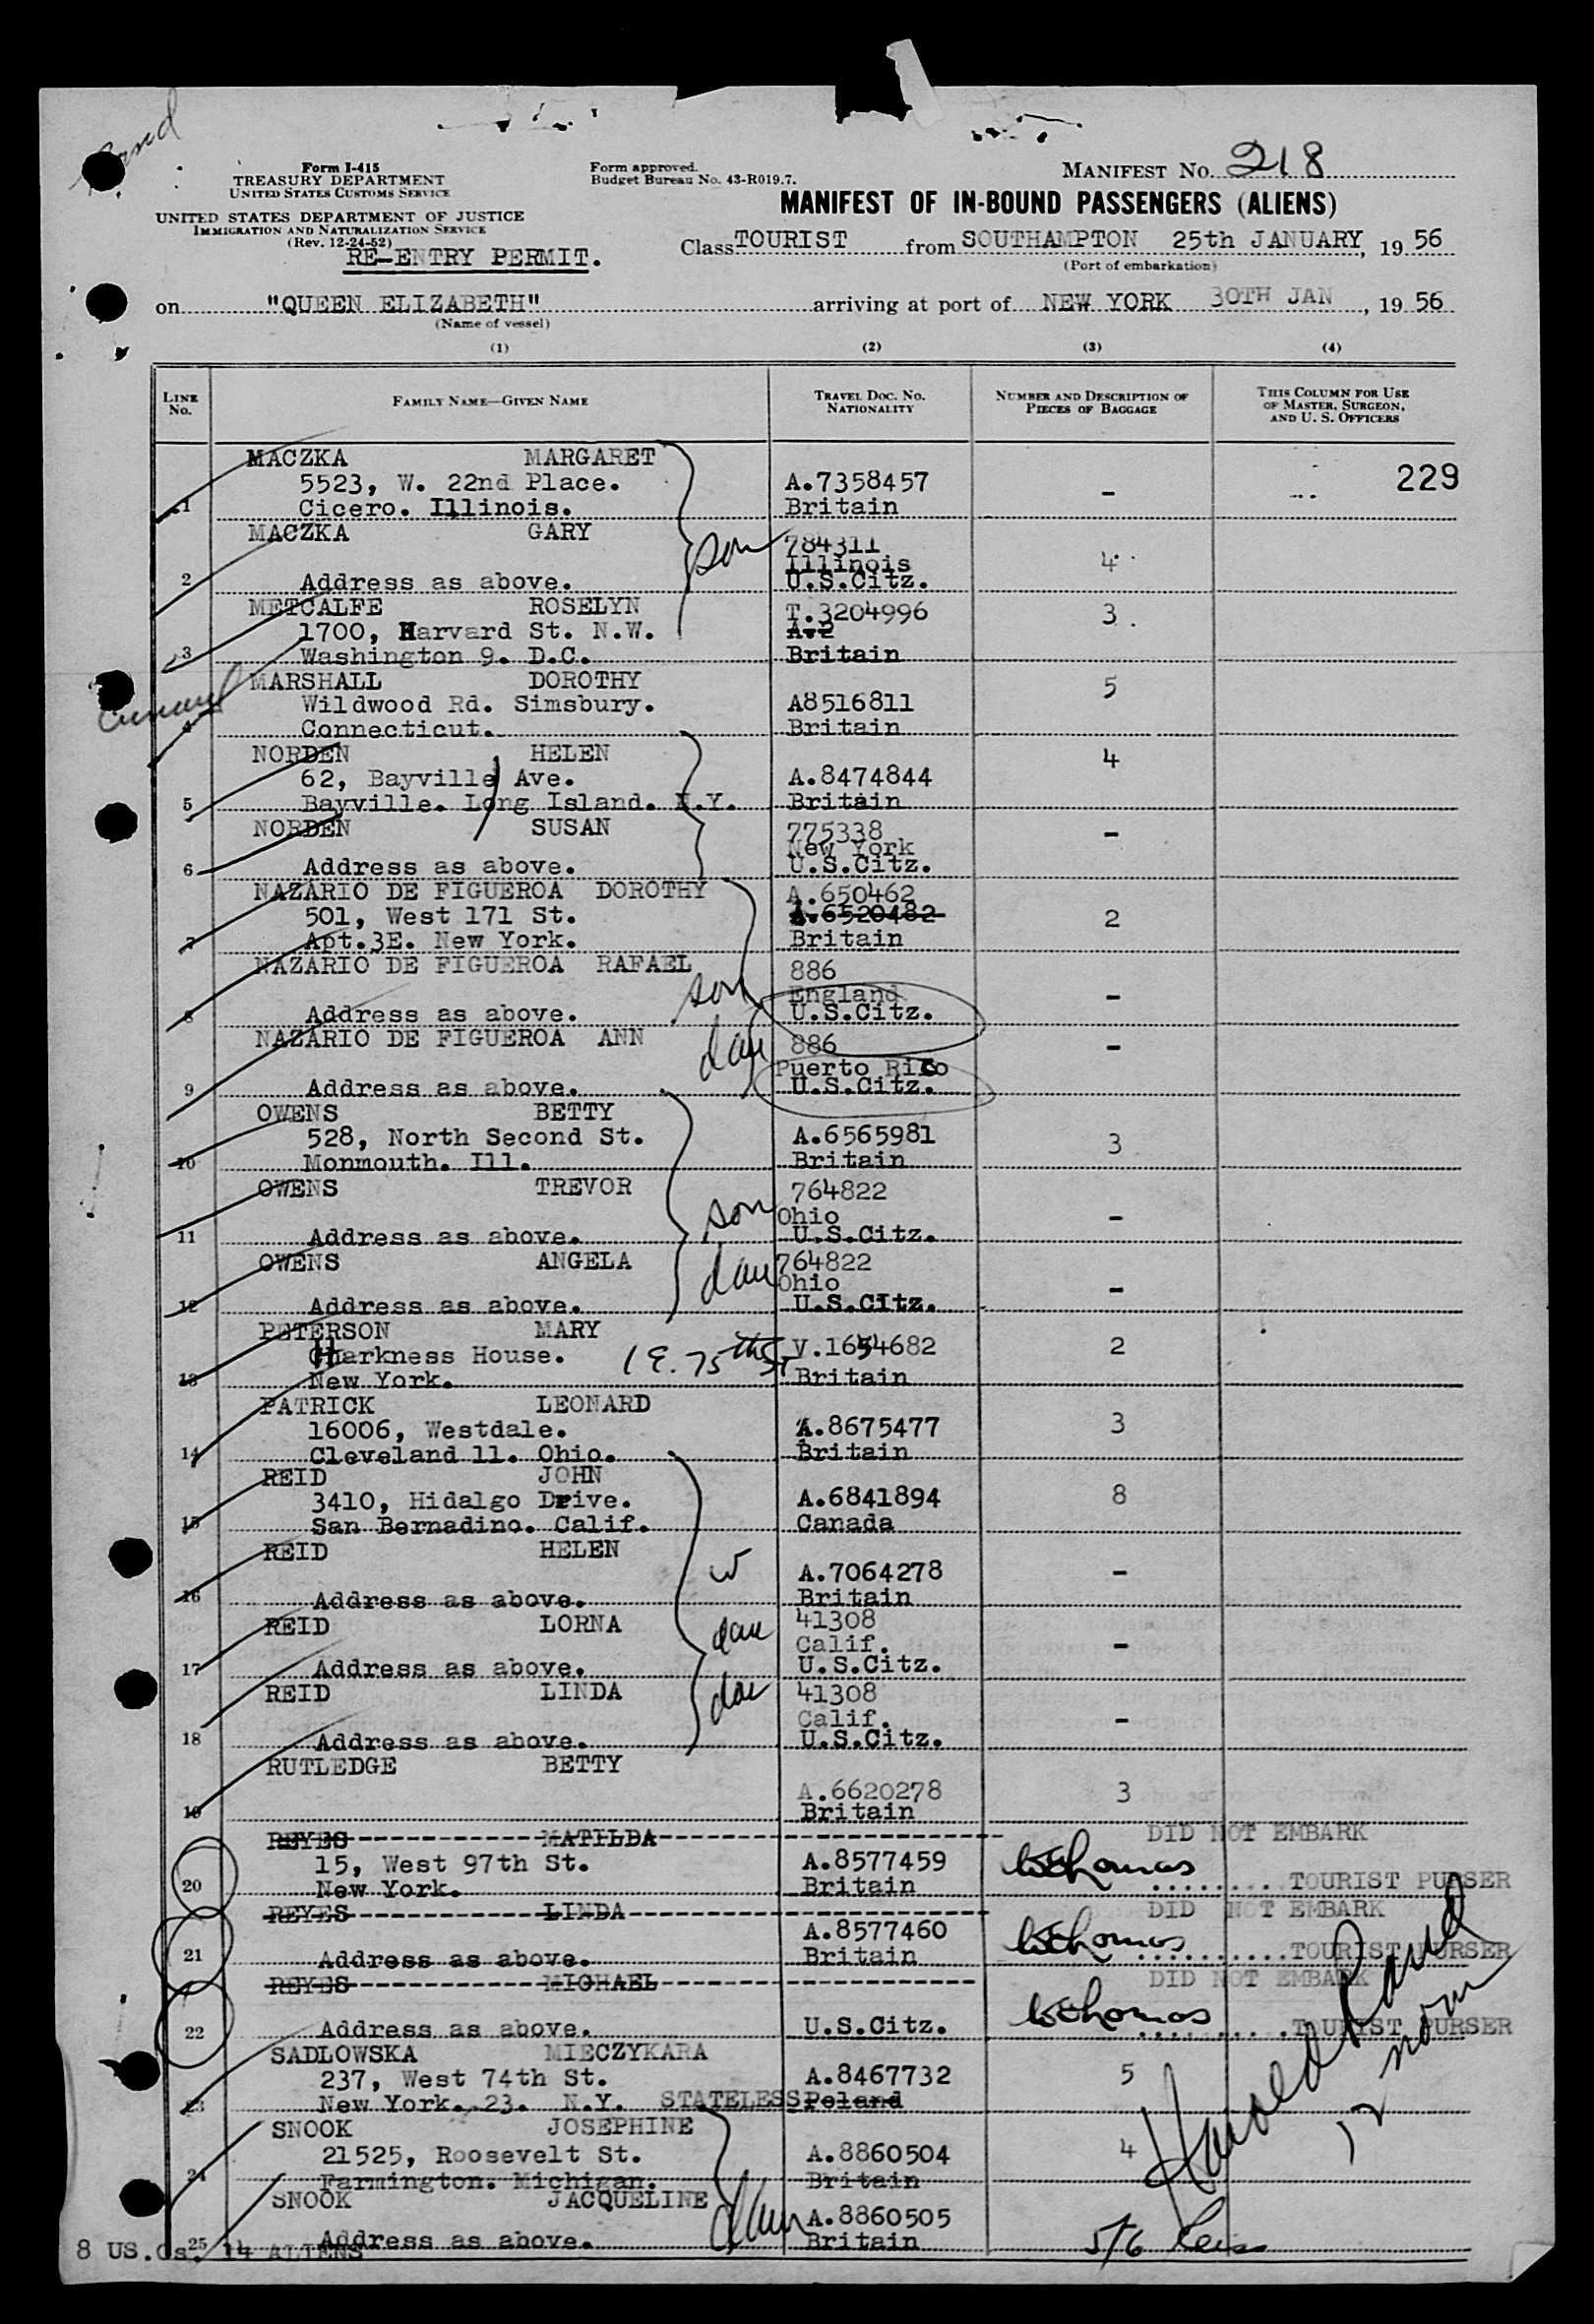 Form I-415
TREASURY DEPARTMENT
UNITED STATES CUSTOMS SERVICE
UNITED STATES DEPARTMENT OF JUSTICE
IMMIGRATION AND NATURALIZATION SERVICE
(Rev. 12-24-52)
RE-ENTRY PERMIT.
Form approved.
Budget Bureau No. 43-R019.7.
MANIFEST NO. 218
MANIFEST OF IN-BOUND PASSENGERS (ALIENS)
Class TOURIST from SOUTHAMPTON 25th JANUARY, 19 56
(Port of embarkation)
on "QUEEN ELIZABETH" arriving at port of NEW YORK 30TH JAN, 19 56
(Name of vessel)
(1) (2) (3) (4)
LINE No. FAMILY NAME—GIVEN NAME TRAVEL DOC. NO. NATIONALITY NUMBER AND DESCRIPTION OF PIECES OF BAGGAGE THIS COLUMN FOR USE OF MASTER, SURGEON, AND U. S. OFFICERS
MACZKA MARGARET
5523, W. 22nd Place. A.7358457 - 229
1 Cicero. Illinois. Britain
MACZKA GARY son 784311
Illinois 4
2 Address as above. U.S.Citz.
METCALFE ROSELYN T.3204996 3
1700, Harvard St. N.W. A.2
3 Washington 9. D.C. Britain
MARSHALL DOROTHY 5
Wildwood Rd. Simsbury. A8516811
4 Connecticut. Britain
NORDEN HELEN 4
62, Bayville Ave. A.8474844
5 Bayville. Long Island. N.Y. Britain
NORDEN SUSAN 775338 -
New York
6 Address as above. U.S.Citz.
NAZARIO DE FIGUEROA DOROTHY A.650462
501, West 171 St. A.6520482 2
7 Apt.3E. New York. Britain
NAZARIO DE FIGUEROA RAFAEL 886
son England -
8 Address as above. U.S.Citz.
NAZARIO DE FIGUEROA ANN dau 886 -
Puerto Rico
9 Address as above. U.S.Citz.
OWENS BETTY
528, North Second St. A.6565981 3
10 Monmouth. Ill. Britain
OWENS TREVOR 764822
son Ohio -
11 Address as above. U.S.Citz.
OWENS ANGELA dau 764822
Ohio -
12 Address as above. U.S.Citz.
PETERSON MARY
Harkness House. 1 E. 75th St V.1654682 2
13 New York. Britain
PATRICK LEONARD
16006, Westdale. A.8675477 3
14 Cleveland 11. Ohio. Britain
REID JOHN
3410, Hidalgo Drive. A.6841894 8
15 San Bernadino. Calif. Canada
REID HELEN w A.7064278 -
16 Address as above. Britain
REID LORNA dau 41308
Calif. -
17 Address as above. U.S.Citz.
REID LINDA dau 41308
Calif. -
18 Address as above. U.S.Citz.
RUTLEDGE BETTY
A.6620278 3
19 Britain
REYES MATILDA DID NOT EMBARK
15, West 97th St. A.8577459
20 New York. Britain TOURIST PURSER
REYES LINDA DID NOT EMBARK
A.8577460
21 Address as above. Britain TOURIST PURSER
REYES MICHAEL DID NOT EMBARK
22 Address as above. U.S.Citz. TOURIST PURSER
SADLOWSKA MIECZYKARA
237, West 74th St. A.8467732 5
23 New York. 23. N.Y. STATELESS Poland
SNOOK JOSEPHINE
21525, Roosevelt St. A.8860504 4
24 Farmington. Michigan. Britain
SNOOK JACQUELINE dau A.8860505
25 Address as above. Britain
8 US.Cs. 14 ALIENS